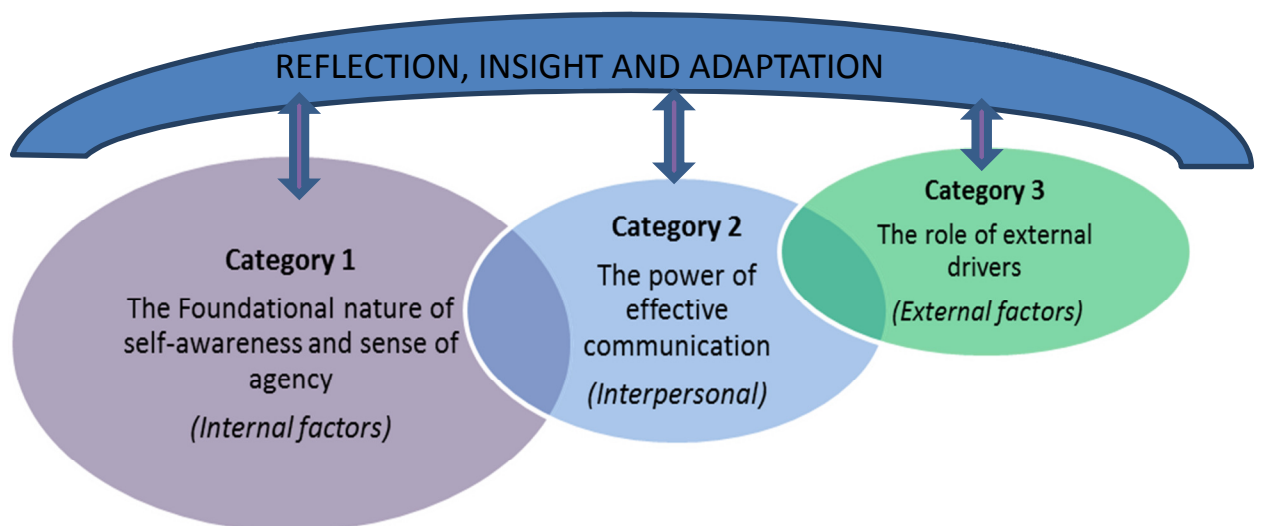 REFLECTION, INSIGHT AND ADAPTATION
Category 1
The Foundational nature of
self-awareness and sense of
agency
(Internal factors)
Category 2
The power of
effective
communication
(Interpersonal)
Category 3
The role of external
drivers
(External factors)